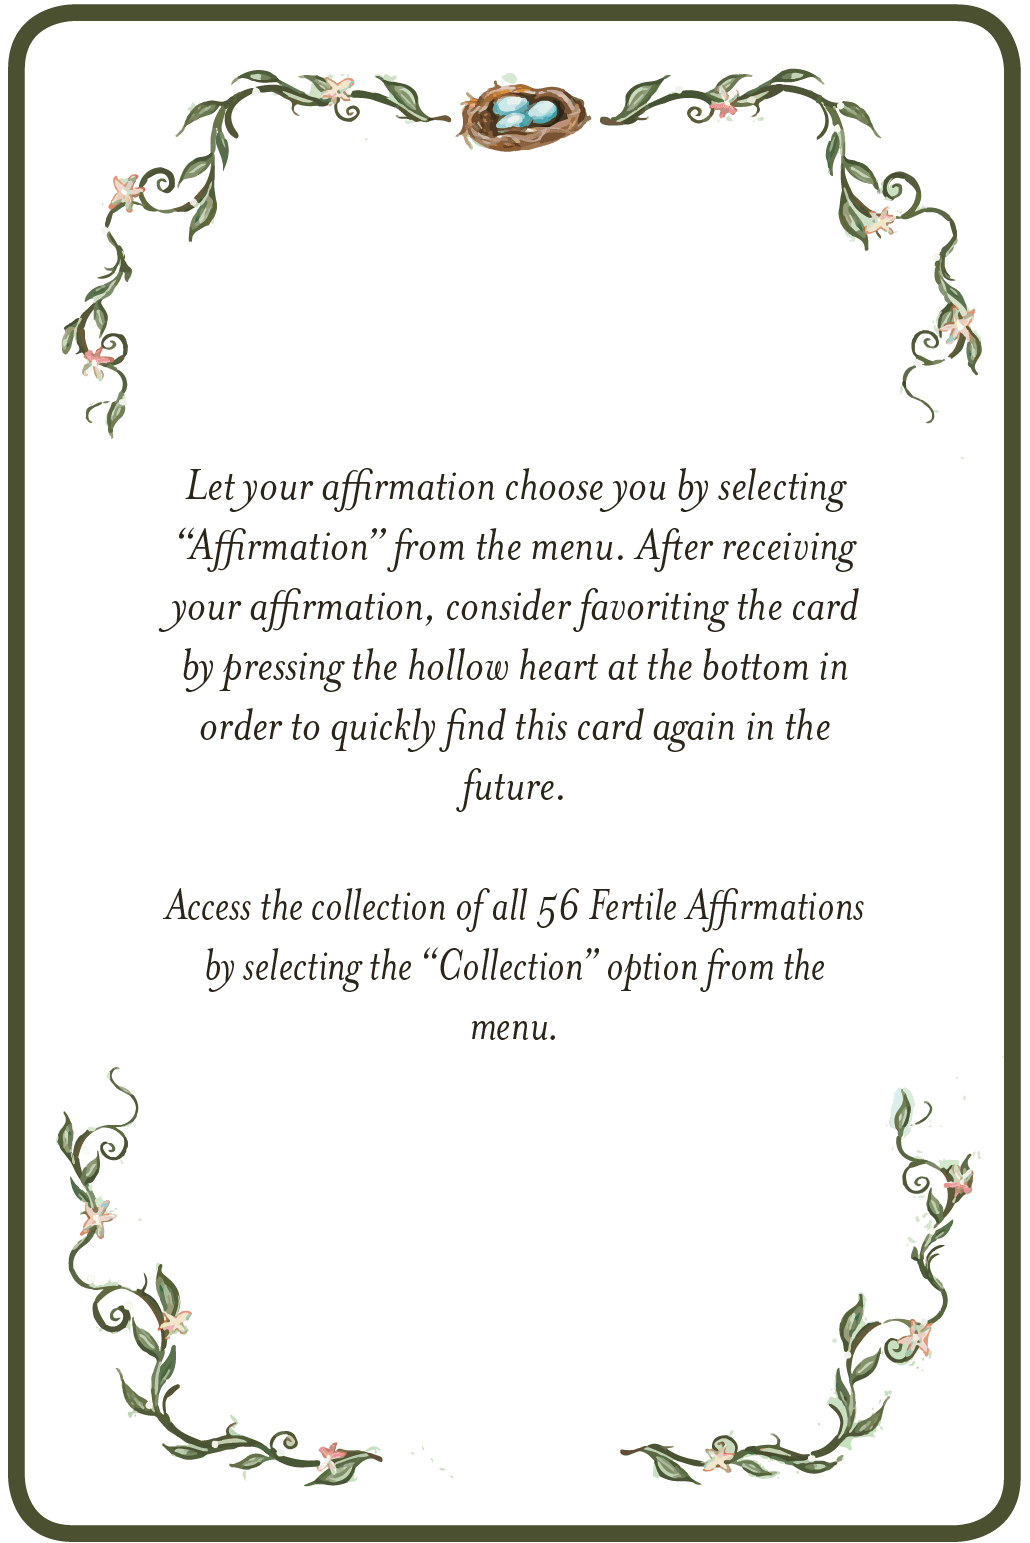 Let your affirmation choose you by selecting
“Affirmation” from the menu. After receiving
your affirmation, consider favoriting the card
by pressing the hollow heart at the bottom in
order to quickly find this card again in the
future.
Access the collection of all 56 Fertile Affirmations
by selecting the “Collection” option from the
menu.